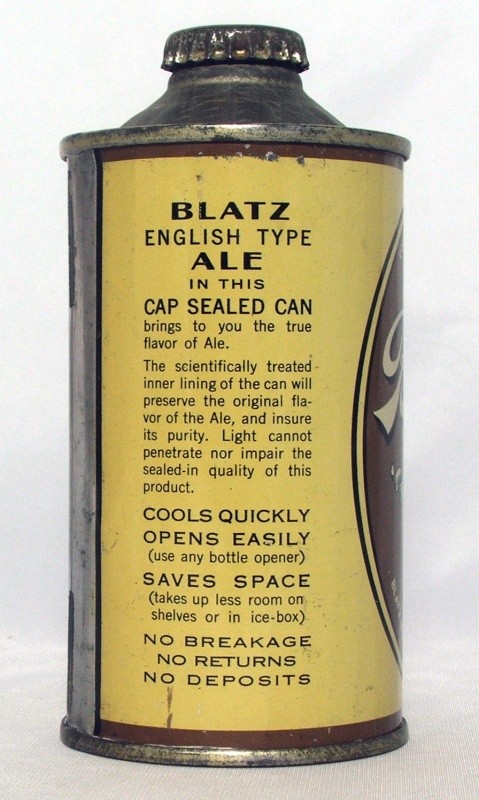 BLATZ
ENGLISH TYPE
ALE
IN THIS
CAP SEALED CAN
brings to you the true
flavor of Ale.
The scientifically treated
inner lining of the can will
preserve the original fla-
vor of the Ale, and insure
its purity. Light cannot
penetrate nor impair the
sealed-in quality of this
product.
COOLS QUICKLY
OPENS EASILY
(use any bottle opener)
SAVES SPACE
(takes up less room on
shelves or in ice-box)
NO BREAKAGE
NO RETURNS
NO DEPOSITS